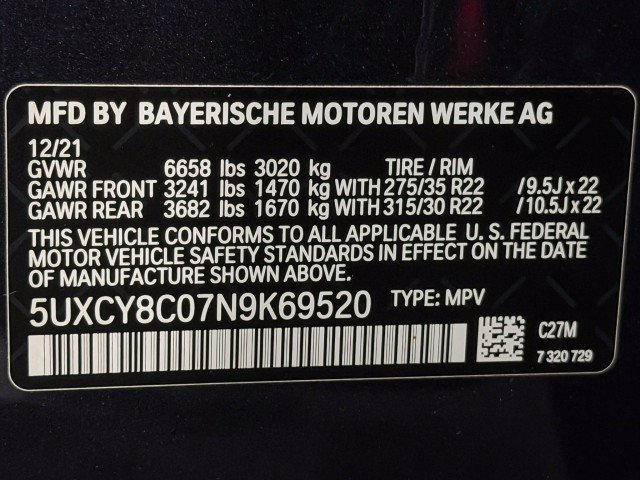 MFD BY BAYERISCHE MOTOREN WERKE AG
12/21
GVWR 6658 lbs 3020 kg TIRE / RIM
GAWR FRONT 3241 lbs 1470 kg WITH 275/35 R22 /9.5J x 22
GAWR REAR 3682 lbs 1670 kg WITH 315/30 R22 /10.5J x 22
THIS VEHICLE CONFORMS TO ALL APPLICABLE U. S. FEDERAL
MOTOR VEHICLE SAFETY STANDARDS IN EFFECT ON THE DATE
OF MANUFACTURE SHOWN ABOVE.
5UXCY8C07N9K69520 TYPE: MPV
C27M
7 320 729